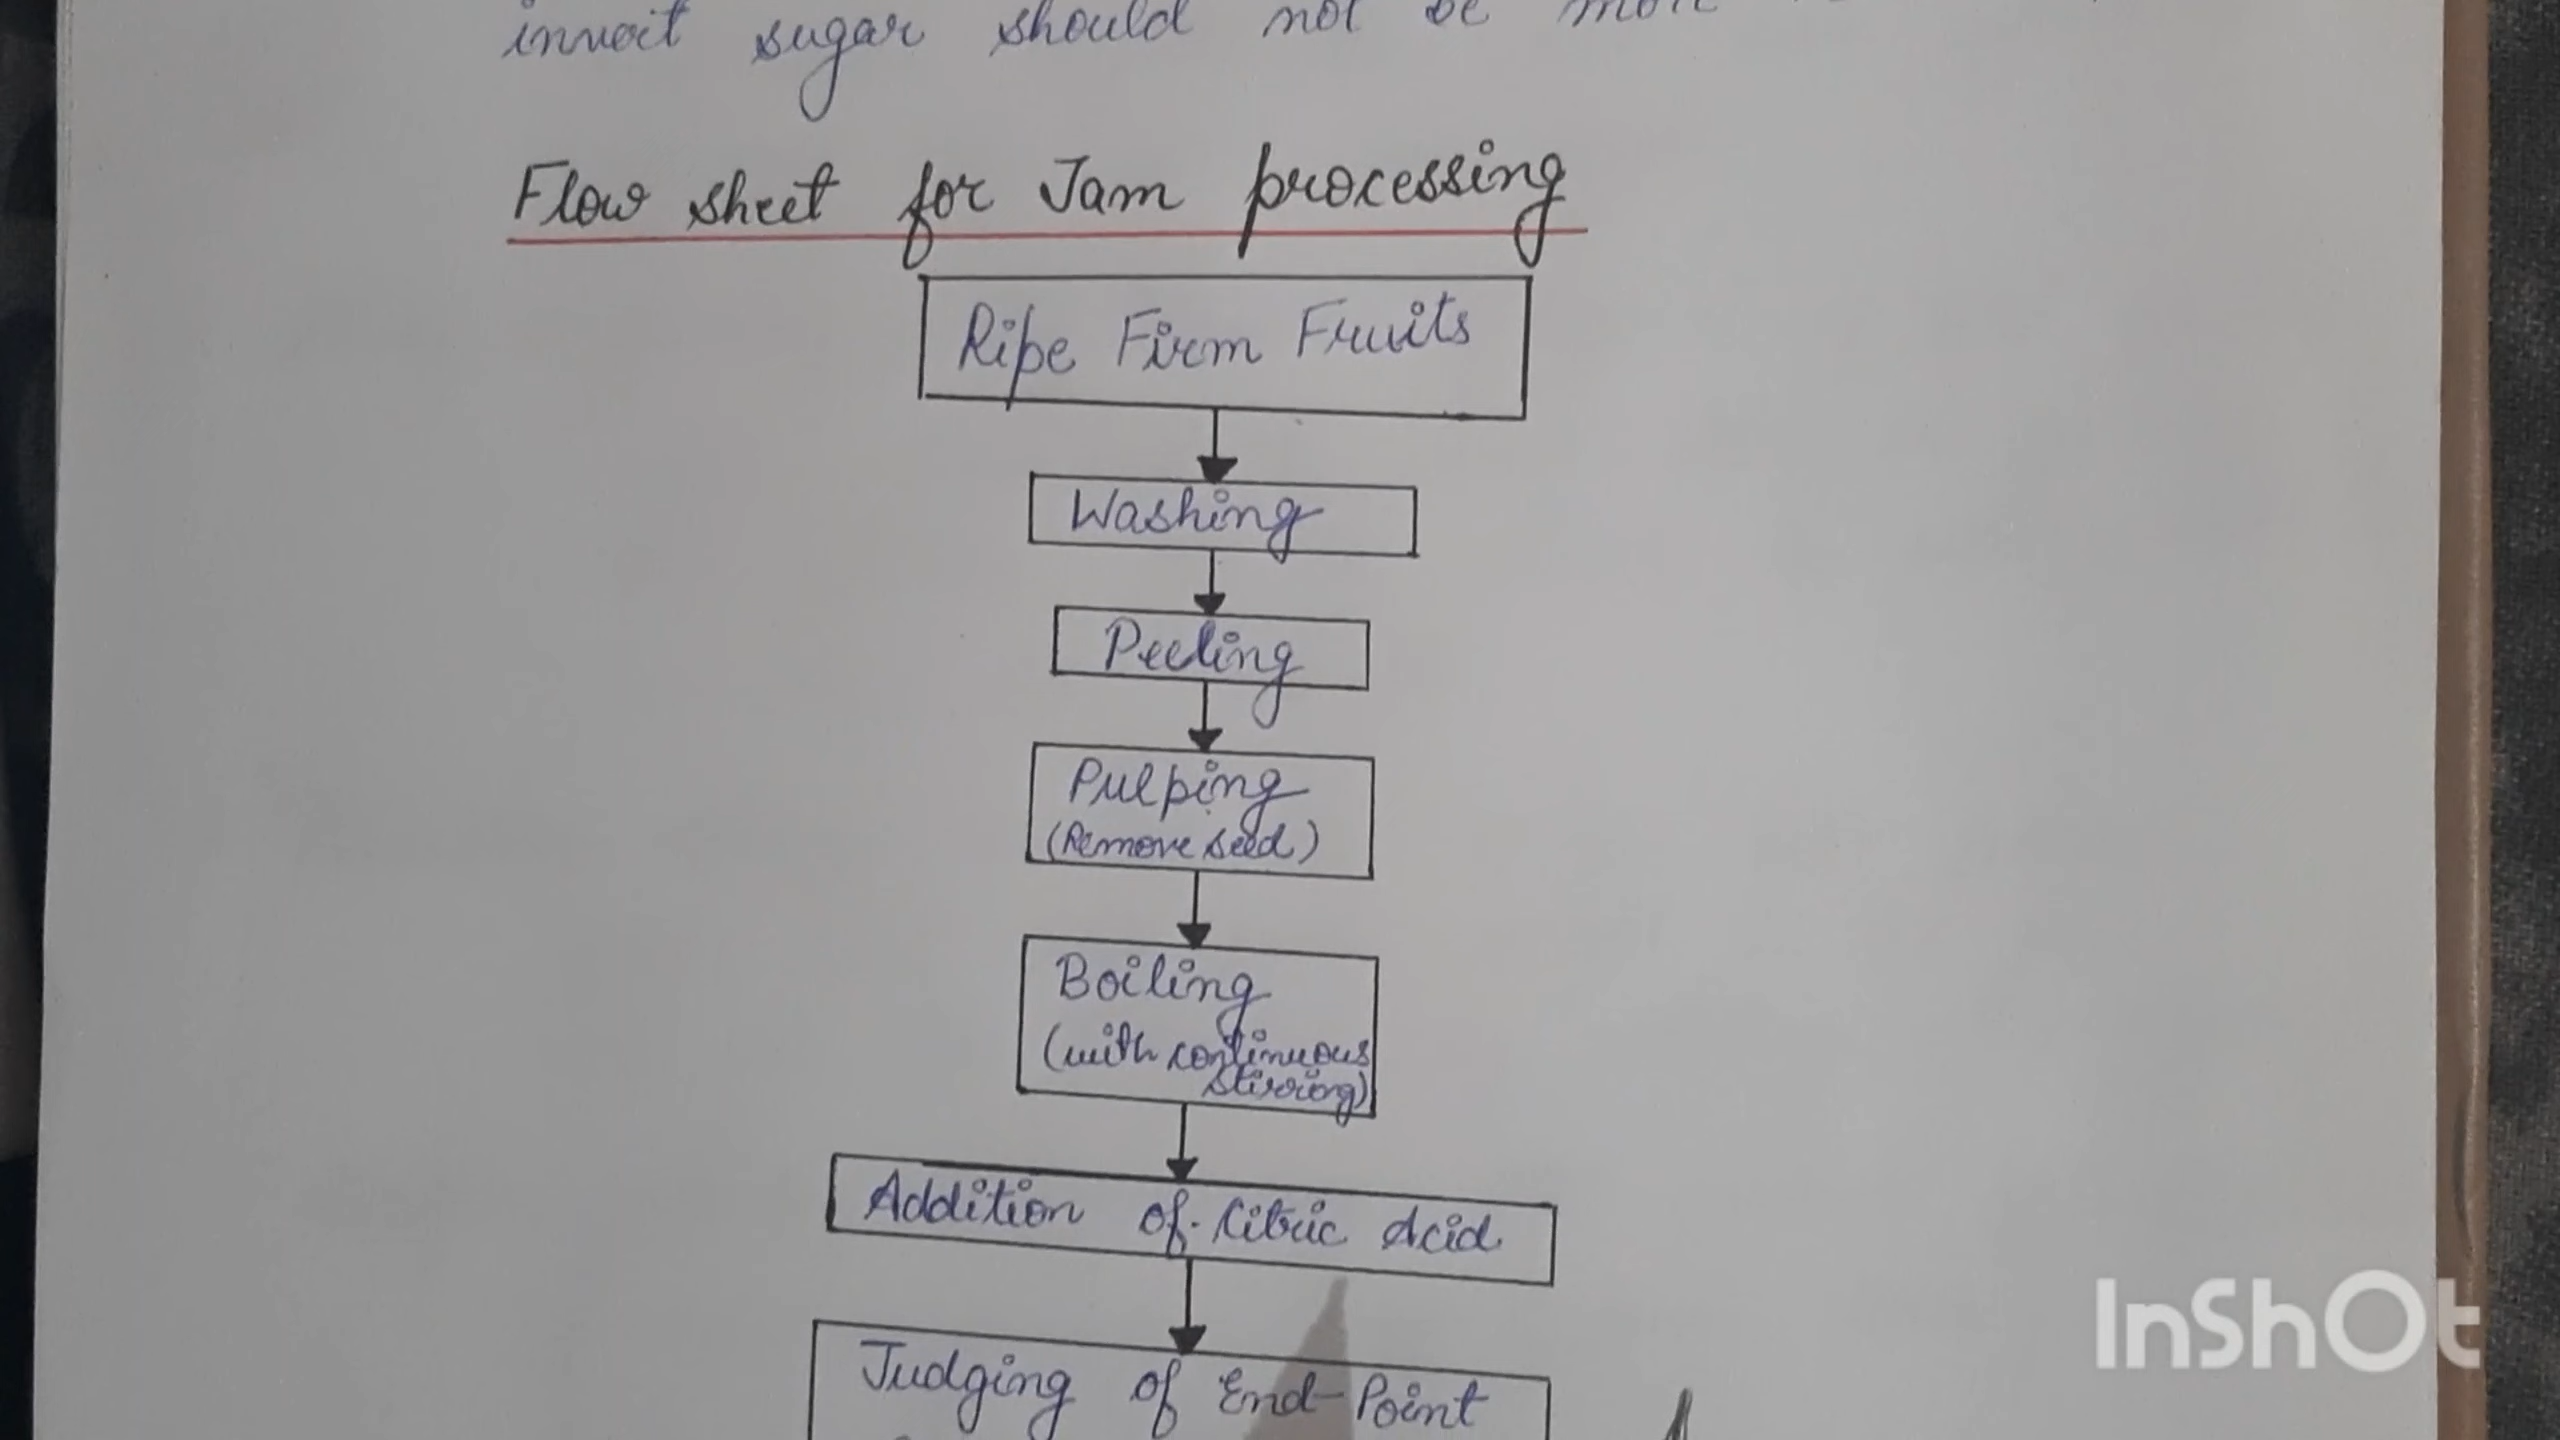 invert sugar should not be more
Flow sheet for Jam processing
Ripe Firm Fruits
Washing
Peeling
Pulping
(Remove seed)
Boiling
(with continuous
stirring)
Addition of Citric Acid
Judging of End-Point
InShOt